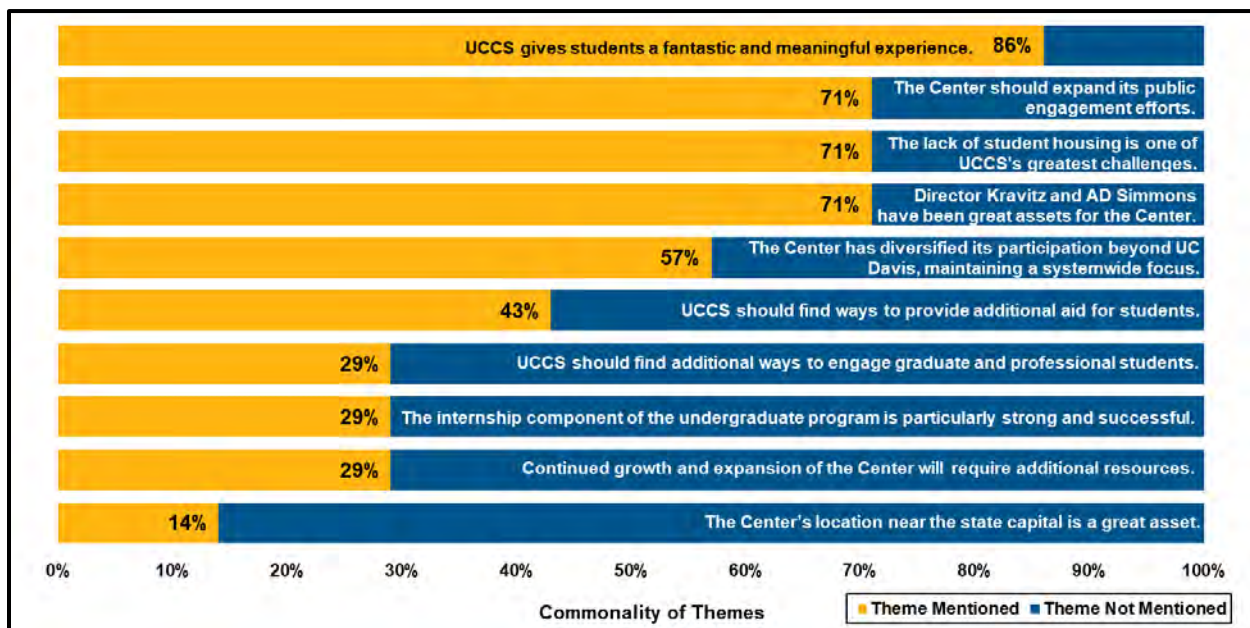 UCCS gives students a fantastic and meaningful experience. 86%
71% The Center should expand its public
engagement efforts.
71% The lack of student housing is one of
UCCS's greatest challenges.
71% Director Kravitz and AD Simmons
have been great assets for the Center.
57% The Center has diversified its participation beyond UC
Davis, maintaining a systemwide focus.
43% UCCS should find ways to provide additional aid for students.
29% UCCS should find additional ways to engage graduate and professional students.
29% The internship component of the undergraduate program is particularly strong and successful.
29% Continued growth and expansion of the Center will require additional resources.
14% The Center's location near the state capital is a great asset.
0% 10% 20% 30% 40% 50% 60% 70% 80% 90% 100%
Commonality of Themes
Theme Mentioned Theme Not Mentioned